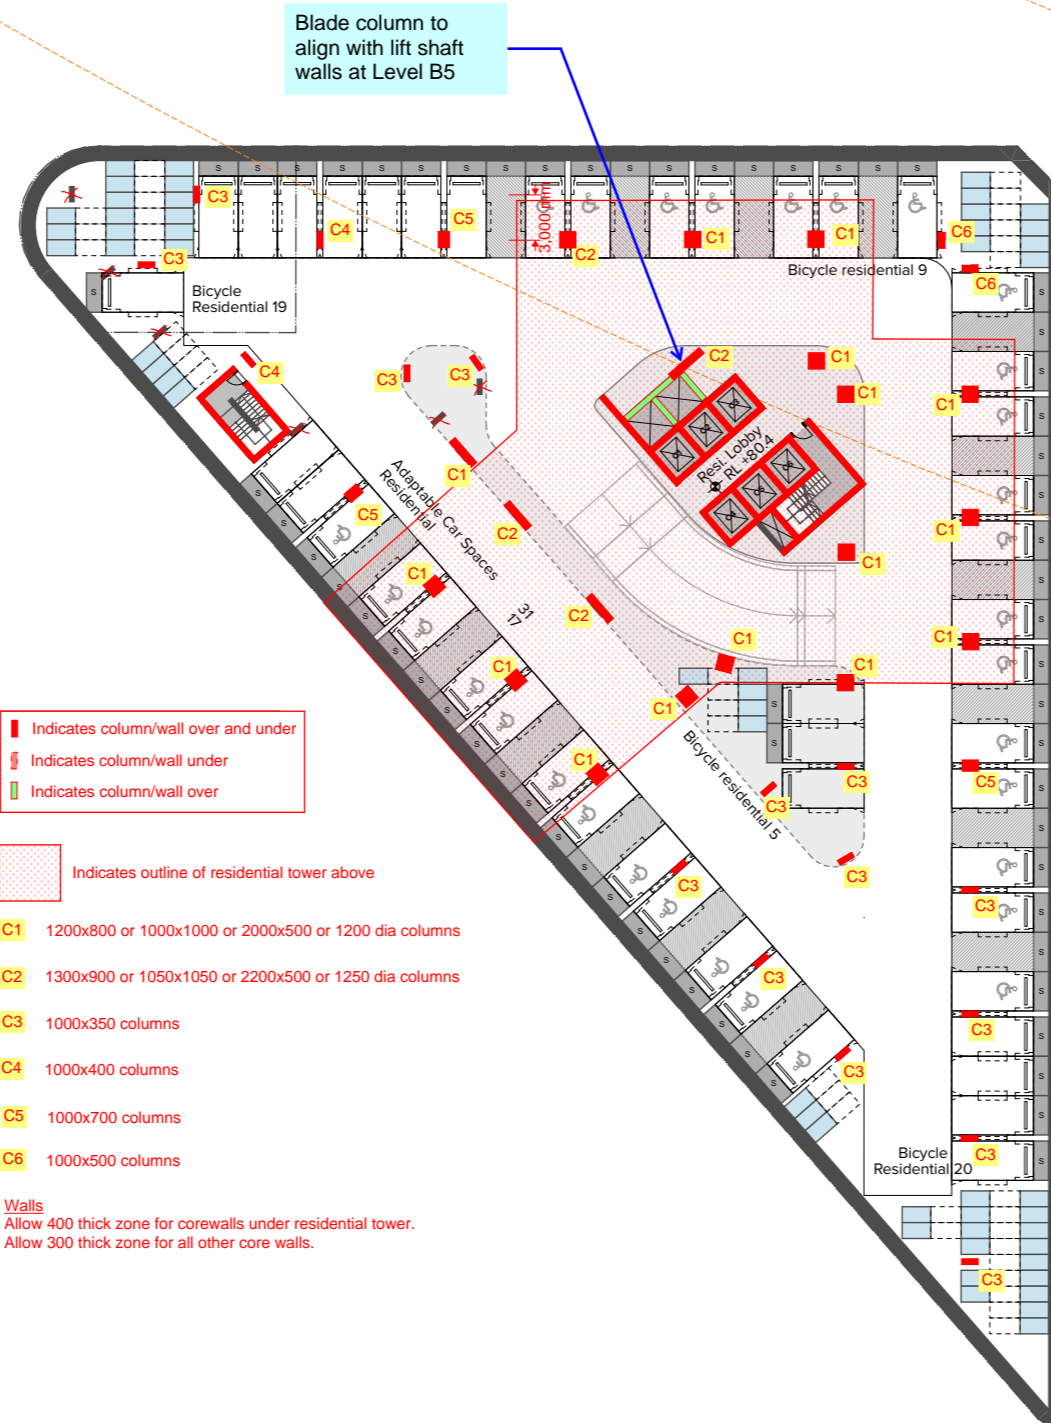 Blade column to
align with lift shaft
walls at Level B5
S S S S S S S S S S S S S S
C3
C4
C5
3,000mm
C2
C1
C1
C6
C3
Bicycle residential 9
C6
Bicycle
Residential 19
S
C4
C3
C3
C2
C1
C1
C1
C1
Resi. Lobby
RL +80.4
Adaptable Car Spaces
Residential
31
17
C5
C2
C1
C1
C1
C1
C2
C1
C1
C1
C1
C1
Bicycle residential 5
C1
C3
C3
C5
C3
C3
C3
C3
C3
C3
C3
Bicycle
Residential 20
C3
Indicates column/wall over and under
Indicates column/wall under
Indicates column/wall over
Indicates outline of residential tower above
C1 1200x800 or 1000x1000 or 2000x500 or 1200 dia columns
C2 1300x900 or 1050x1050 or 2200x500 or 1250 dia columns
C3 1000x350 columns
C4 1000x400 columns
C5 1000x700 columns
C6 1000x500 columns
Walls
Allow 400 thick zone for corewalls under residential tower.
Allow 300 thick zone for all other core walls.